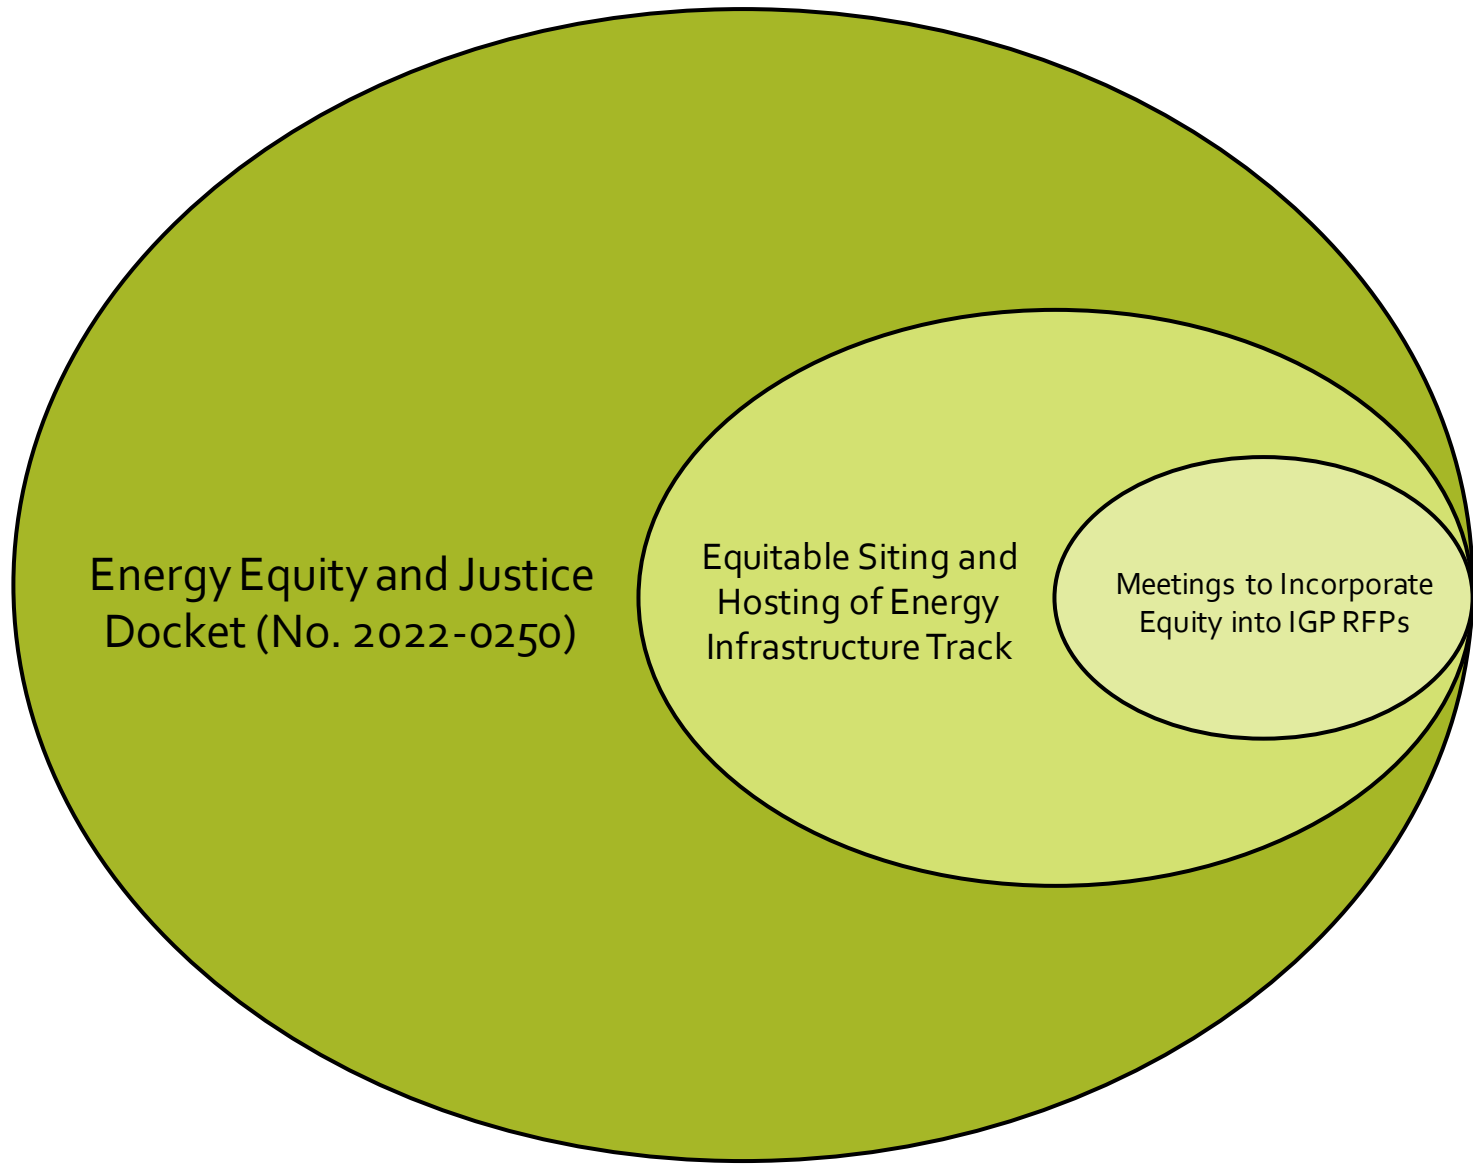 Energy Equity and Justice
Docket (No. 2022-0250)
Equitable Siting and
Hosting of Energy
Infrastructure Track
Meetings to Incorporate
Equity into IGP RFPs